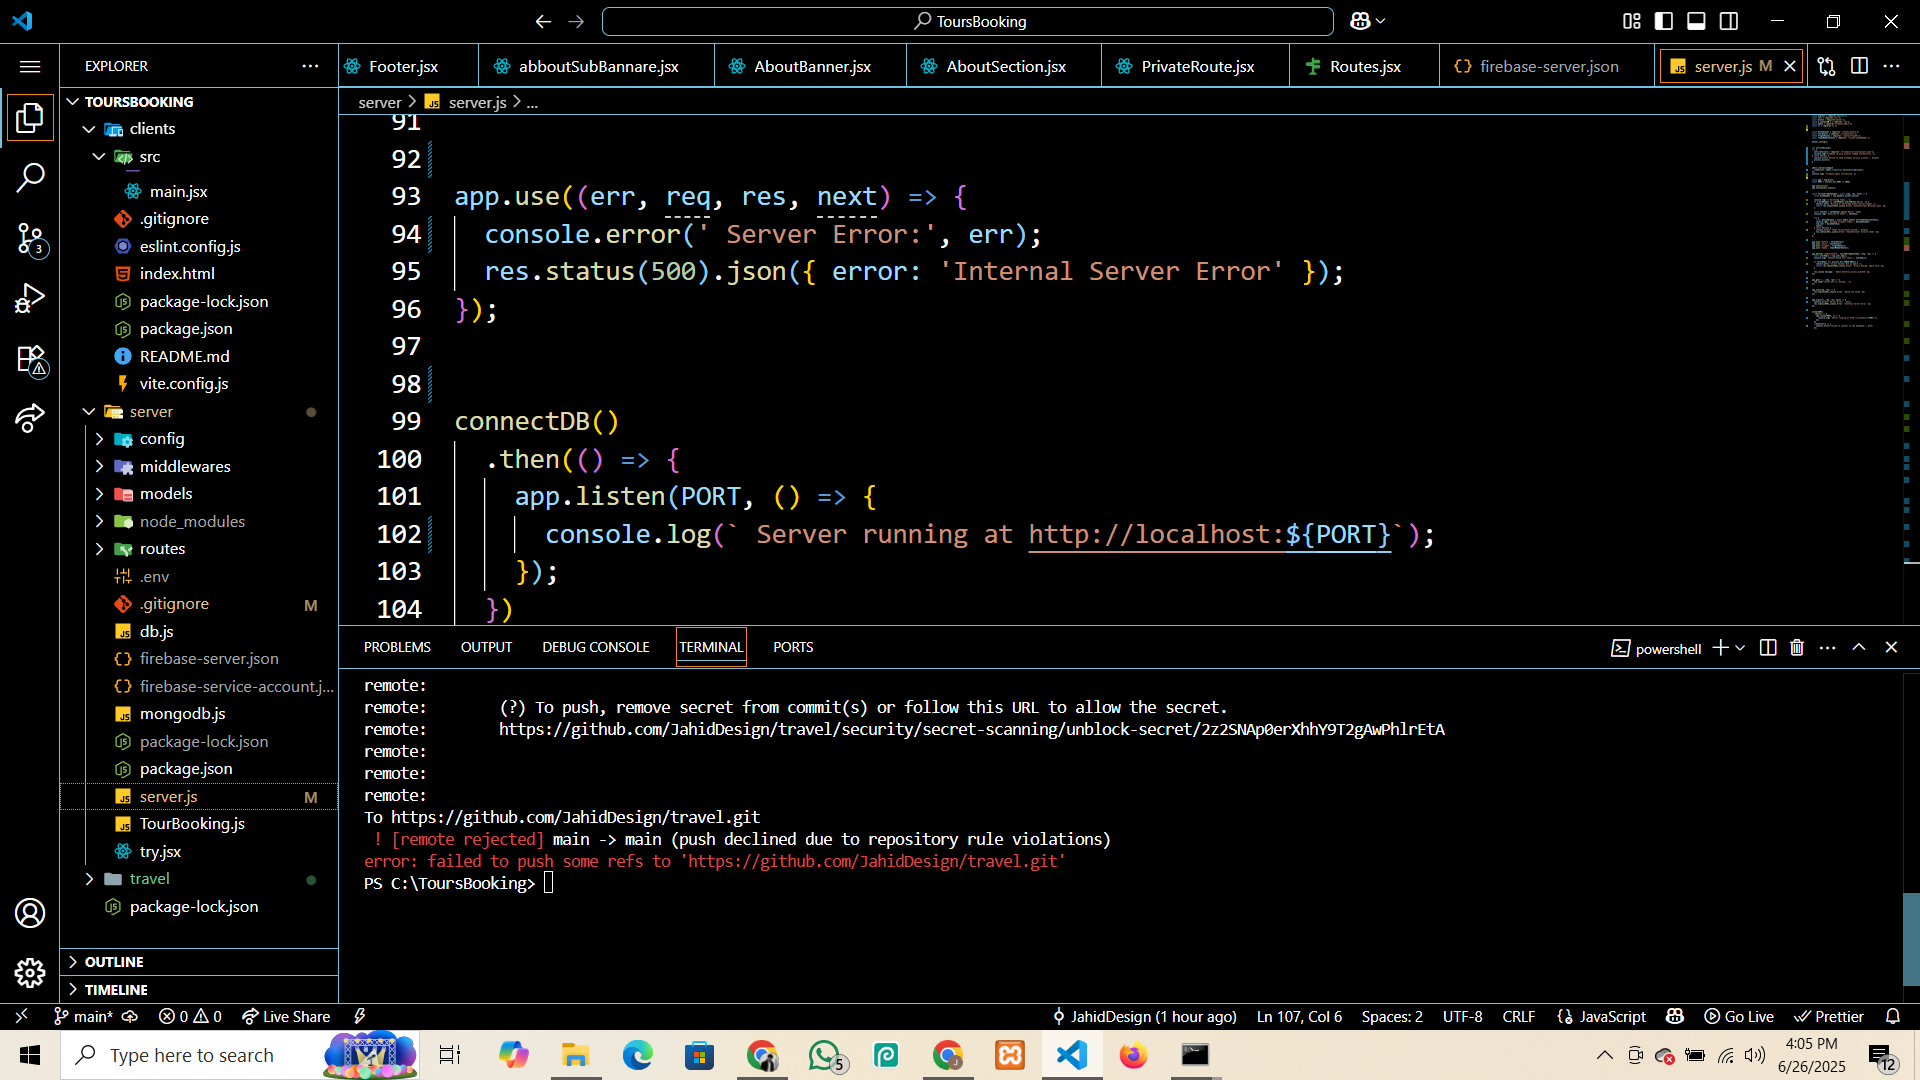 ToursBooking
EXPLORER
TOURSBOOKING
clients
src
main.jsx
.gitignore
eslint.config.js
index.html
package-lock.json
package.json
README.md
vite.config.js
server
config
middlewares
models
node_modules
routes
.env
.gitignore M
db.js
firebase-server.json
firebase-service-account.j...
mongodb.js
package-lock.json
package.json
server.js M
TourBooking.js
try.jsx
travel
package-lock.json
OUTLINE
TIMELINE
3
Footer.jsx abboutSubBannare.jsx AboutBanner.jsx AboutSection.jsx PrivateRoute.jsx Routes.jsx firebase-server.json server.js M
server > server.js > ...
91
92
93 app.use((err, req, res, next) => {
94 console.error(' Server Error:', err);
95 res.status(500).json({ error: 'Internal Server Error' });
96 });
97
98
99 connectDB()
100 .then(() => {
101 app.listen(PORT, () => {
102 console.log(` Server running at http://localhost:${PORT}`);
103 });
104 })
PROBLEMS OUTPUT DEBUG CONSOLE TERMINAL PORTS powershell
remote:
remote: (?) To push, remove secret from commit(s) or follow this URL to allow the secret.
remote: https://github.com/JahidDesign/travel/security/secret-scanning/unblock-secret/2z2SNAp0erXhhY9T2gAwPhlrEtA
remote:
remote:
remote:
To https://github.com/JahidDesign/travel.git
! [remote rejected] main -> main (push declined due to repository rule violations)
error: failed to push some refs to 'https://github.com/JahidDesign/travel.git'
PS C:\ToursBooking>
main* 0 0 Live Share JahidDesign (1 hour ago) Ln 107, Col 6 Spaces: 2 UTF-8 CRLF JavaScript Go Live Prettier
Type here to search 5 4:05 PM
6/26/2025 12